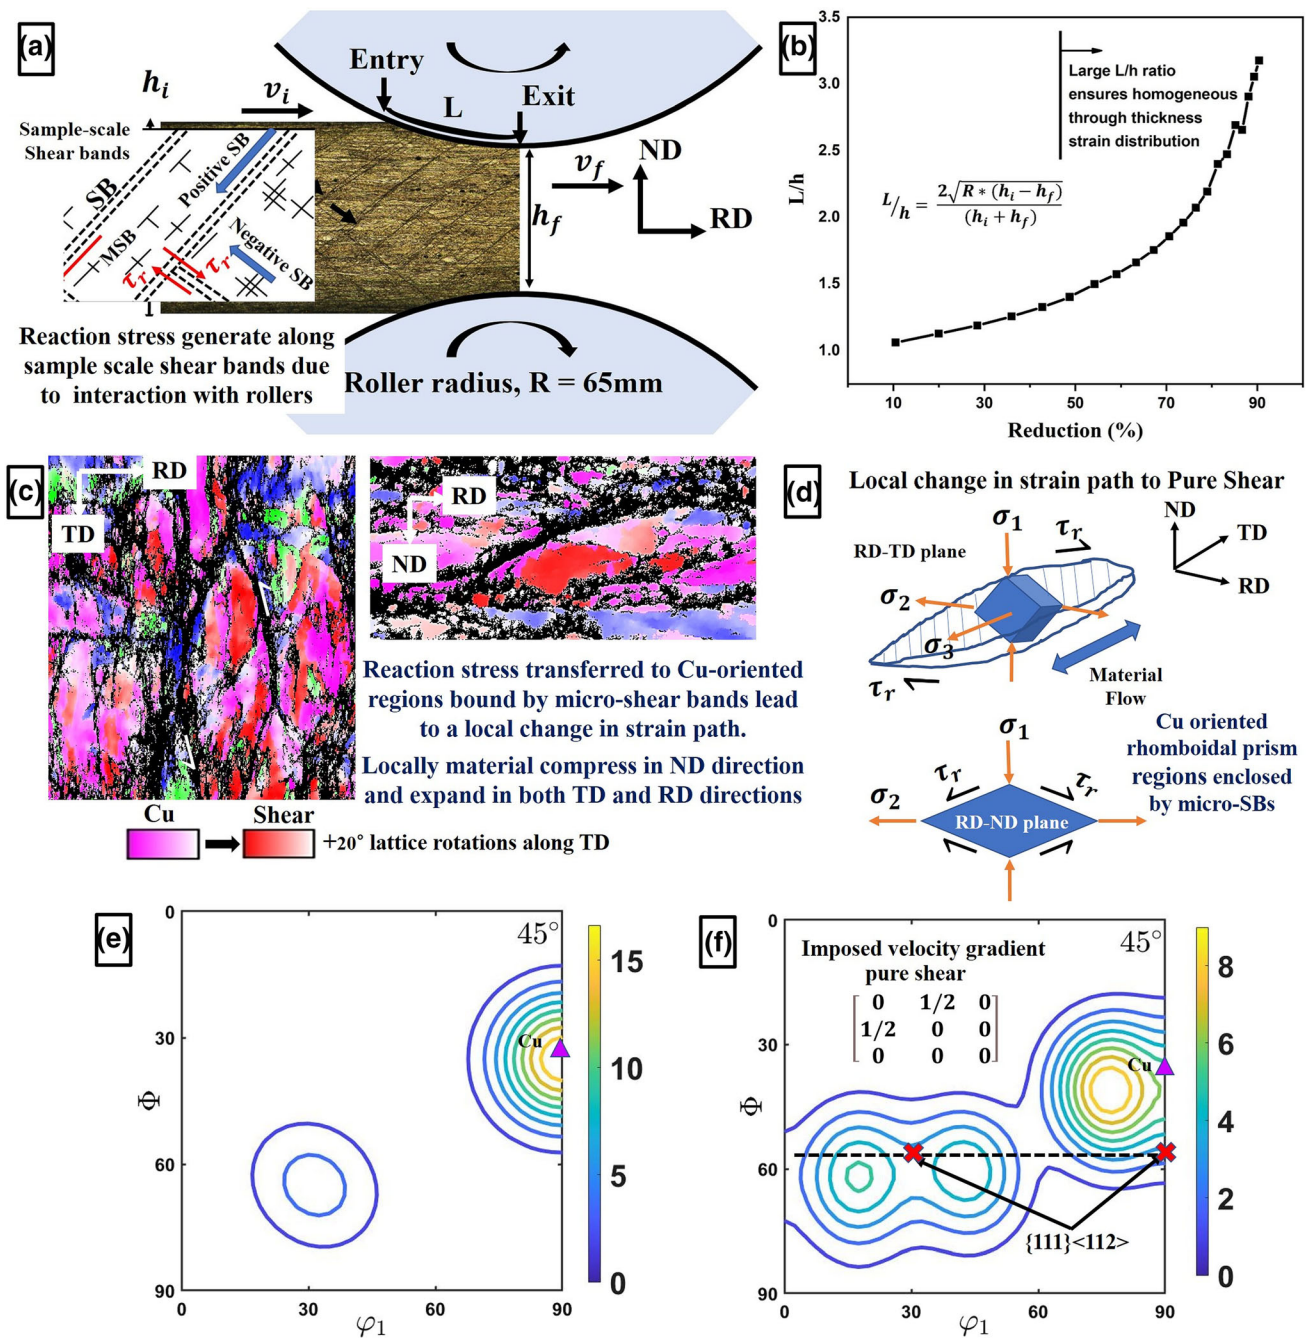 (a)
h_i
v_i
Entry
L
Exit
Sample-scale
Shear bands
SB
Positive SB
MSB
Negative SB
τ_r
τ_r
h_f
v_f
ND
RD
Reaction stress generate along
sample scale shear bands due
to interaction with rollers
Roller radius, R = 65mm
(b)
3.5
3.0
2.5
2.0
1.5
1.0
L/h
Large L/h ratio
ensures homogeneous
through thickness
strain distribution
L/h = 2√R * (h_i − h_f) / (h_i + h_f)
10
30
50
70
90
Reduction (%)
(c)
RD
TD
RD
ND
Reaction stress transferred to Cu-oriented
regions bound by micro-shear bands lead
to a local change in strain path.
Locally material compress in ND direction
and expand in both TD and RD directions
Cu
Shear
+20° lattice rotations along TD
(d)
Local change in strain path to Pure Shear
ND
TD
RD
RD-TD plane
σ₁
τ_r
σ₂
σ₃
τ_r
Material
Flow
Cu oriented
rhomboidal prism
regions enclosed
by micro-SBs
σ₁
τ_r
τ_r
σ₂
RD-ND plane
(e)
0
30
60
90
Φ
45°
Cu
0
30
60
90
φ₁
15
10
5
0
(f)
0
30
60
90
Φ
Imposed velocity gradient
pure shear
0 1/2 0
1/2 0 0
0 0 0
45°
Cu
{111}<112>
0
30
60
90
φ₁
8
6
4
2
0